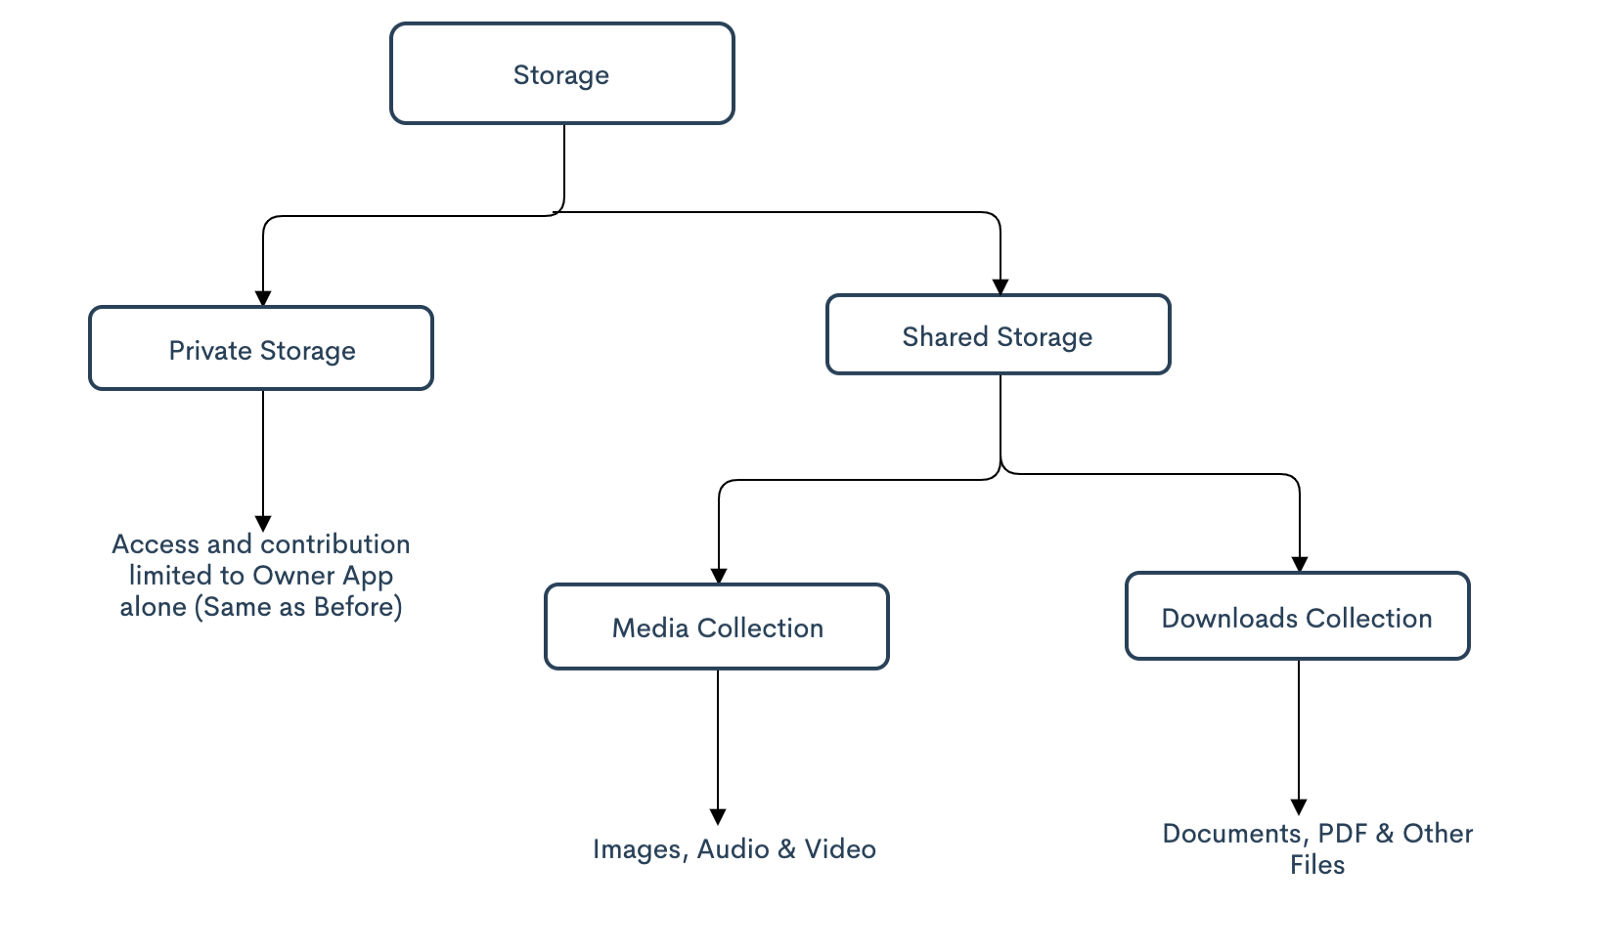 Storage
Private Storage
Shared Storage
Access and contribution
limited to Owner App
alone (Same as Before)
Media Collection
Downloads Collection
Images, Audio & Video
Documents, PDF & Other
Files